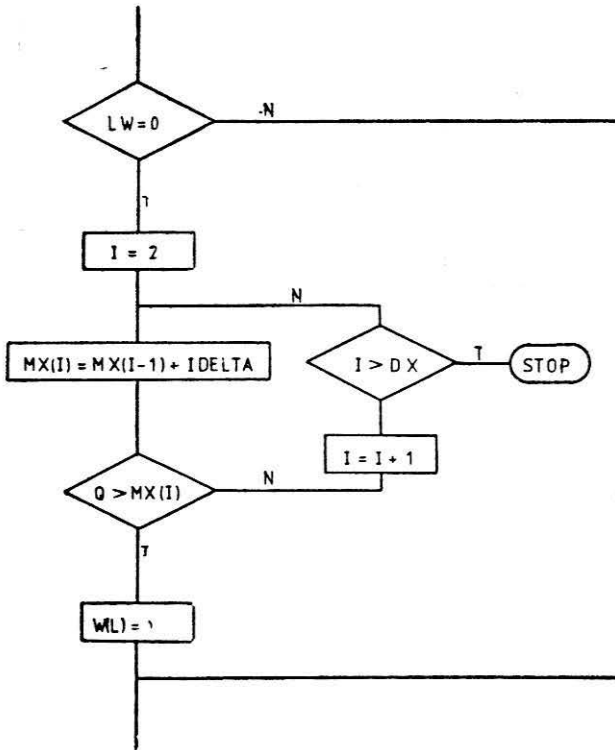 LW=0
N
T
I = 2
N
MX(I) = MX(I-1) + IDELTA
I > DX
T
STOP
I = I + 1
Q > MX(I)
N
T
W(L) =